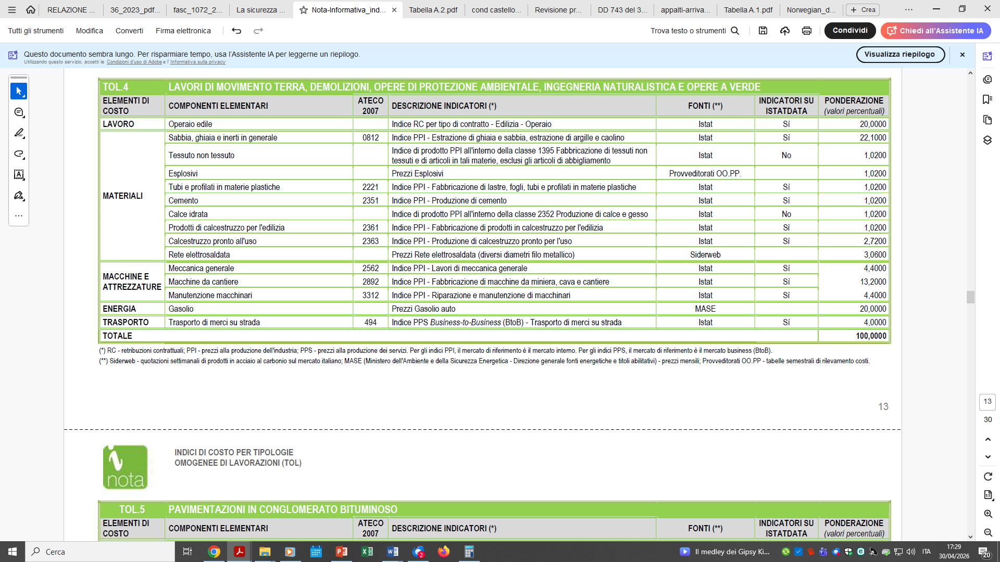 RELAZIONE ...
36_2023_pdf...
fasc_1072_2...
La sicurezza ...
Nota-Informativa_ind...
Tabella A.2.pdf
cond castello...
Revisione pr...
DD 743 del 3...
appalti-arriva...
Tabella A.1.pdf
Norwegian_d...
Crea
Tutti gli strumenti
Modifica
Converti
Firma elettronica
Trova testo o strumenti
Condividi
Chiedi all'Assistente IA
Questo documento sembra lungo. Per risparmiare tempo, usa l'Assistente IA per leggerne un riepilogo.
Utilizzando questo servizio, accetti le Condizioni d'uso di Adobe e l' Informativa sulla privacy
Visualizza riepilogo
TOL.4 LAVORI DI MOVIMENTO TERRA, DEMOLIZIONI, OPERE DI PROTEZIONE AMBIENTALE, INGEGNERIA NATURALISTICA E OPERE A VERDE
ELEMENTI DI COSTO COMPONENTI ELEMENTARI ATECO 2007 DESCRIZIONE INDICATORI (*) FONTI (**) INDICATORI SU ISTATDATA PONDERAZIONE (valori percentuali)
LAVORO Operaio edile Indice RC per tipo di contratto - Edilizia - Operaio Istat Sì 20,0000
MATERIALI
Sabbia, ghiaia e inerti in generale 0812 Indice PPI - Estrazione di ghiaia e sabbia, estrazione di argille e caolino Istat Sì 22,1000
Tessuto non tessuto Indice di prodotto PPI all'interno della classe 1395 Fabbricazione di tessuti non
tessuti e di articoli in tali materie, esclusi gli articoli di abbigliamento Istat No 1,0200
Esplosivi Prezzi Esplosivi Provveditorati OO.PP. 1,0200
Tubi e profilati in materie plastiche 2221 Indice PPI - Fabbricazione di lastre, fogli, tubi e profilati in materie plastiche Istat Sì 1,0200
Cemento 2351 Indice PPI - Produzione di cemento Istat Sì 1,0200
Calce idrata Indice di prodotto PPI all'interno della classe 2352 Produzione di calce e gesso Istat No 1,0200
Prodotti di calcestruzzo per l'edilizia 2361 Indice PPI - Fabbricazione di prodotti in calcestruzzo per l'edilizia Istat Sì 1,0200
Calcestruzzo pronto all'uso 2363 Indice PPI - Produzione di calcestruzzo pronto per l'uso Istat Sì 2,7200
Rete elettrosaldata Prezzi Rete elettrosaldata (diversi diametri filo metallico) Siderweb 3,0600
MACCHINE E ATTREZZATURE
Meccanica generale 2562 Indice PPI - Lavori di meccanica generale Istat Sì 4,4000
Macchine da cantiere 2892 Indice PPI - Fabbricazione di macchine da miniera, cava e cantiere Istat Sì 13,2000
Manutenzione macchinari 3312 Indice PPI - Riparazione e manutenzione di macchinari Istat Sì 4,4000
ENERGIA Gasolio Prezzi Gasolio auto MASE 20,0000
TRASPORTO Trasporto di merci su strada 494 Indice PPS Business-to-Business (BtoB) - Trasporto di merci su strada Istat Sì 4,0000
TOTALE 100,0000
(*) RC - retribuzioni contrattuali; PPI - prezzi alla produzione dell'industria; PPS - prezzi alla produzione dei servizi. Per gli indici PPI, il mercato di riferimento è il mercato interno. Per gli indici PPS, il mercato di riferimento è il mercato business (BtoB).
(**) Siderweb - quotazioni settimanali di prodotti in acciaio al carbonio sul mercato italiano; MASE (Ministero dell'Ambiente e della Sicurezza Energetica - Direzione generale fonti energetiche e titoli abilitativi) - prezzi mensili; Provveditorati OO.PP - tabelle semestrali di rilevamento costi.
13
13
30
nota
INDICI DI COSTO PER TIPOLOGIE
OMOGENEE DI LAVORAZIONI (TOL)
TOL.5 PAVIMENTAZIONI IN CONGLOMERATO BITUMINOSO
ELEMENTI DI COSTO COMPONENTI ELEMENTARI ATECO 2007 DESCRIZIONE INDICATORI (*) FONTI (**) INDICATORI SU ISTATDATA PONDERAZIONE (valori percentuali)
Cerca
2
Il medley dei Gipsy Ki...
ITA
17:29
30/04/2026
20